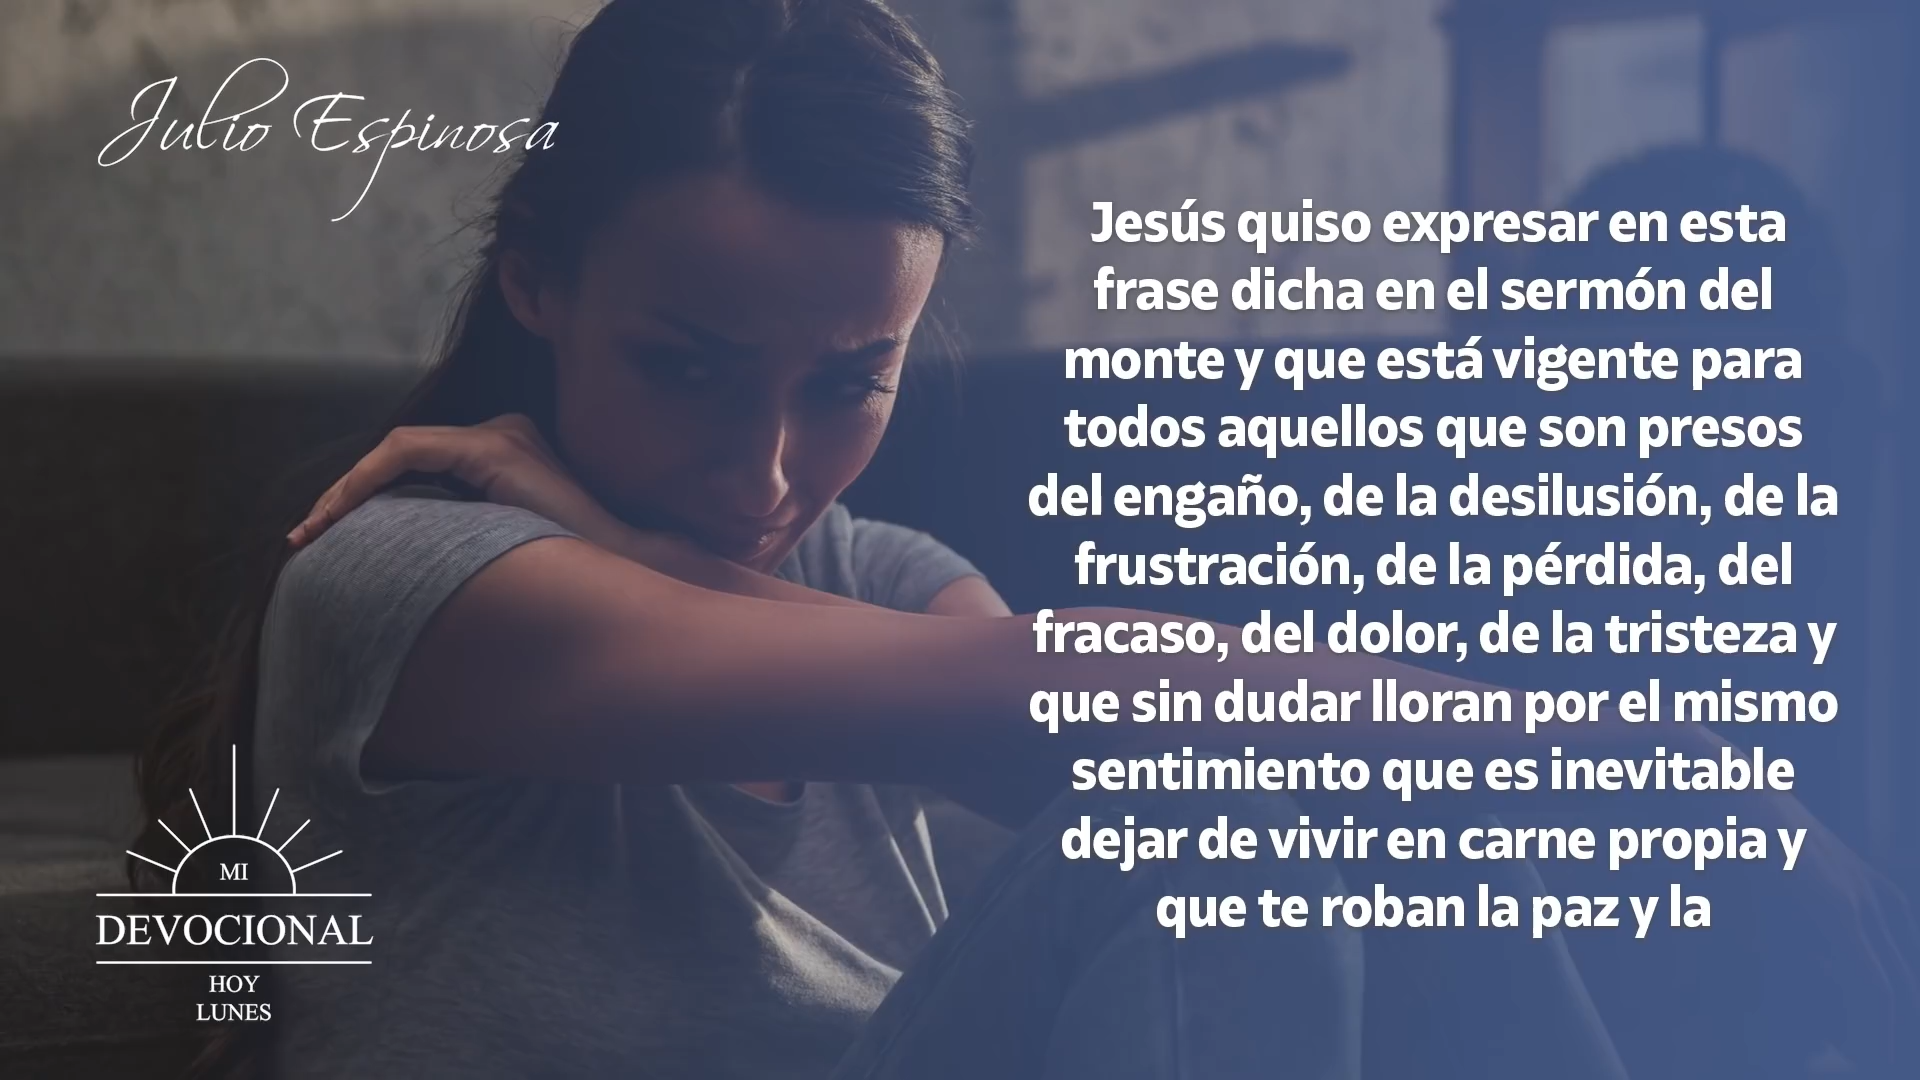 Julio Espinosa
Jesús quiso expresar en esta
frase dicha en el sermón del
monte y que está vigente para
todos aquellos que son presos
del engaño, de la desilusión, de la
frustración, de la pérdida, del
fracaso, del dolor, de la tristeza y
que sin dudar lloran por el mismo
sentimiento que es inevitable
dejar de vivir en carne propia y
que te roban la paz y la
MI
DEVOCIONAL
HOY
LUNES